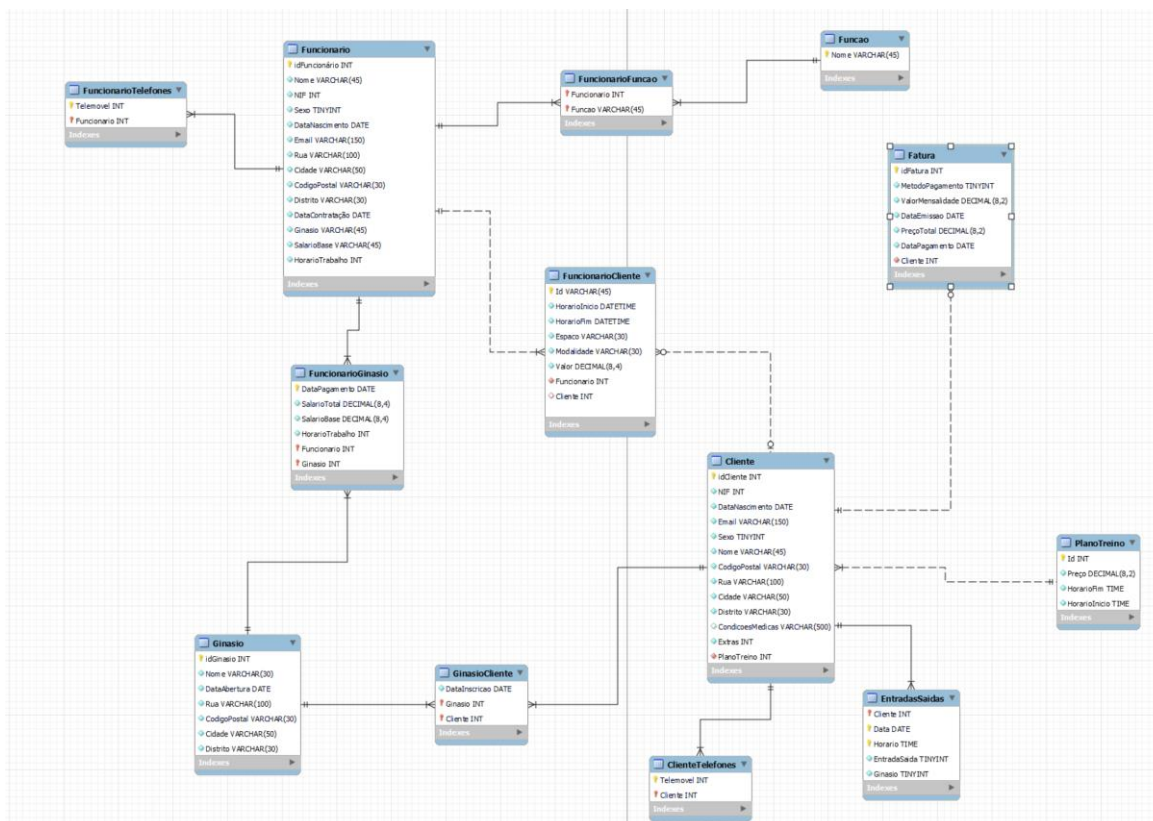 Funcionario
idFuncionário INT
Nome VARCHAR(45)
NIF INT
Sexo TINYINT
DataNascimento DATE
Email VARCHAR(150)
Rua VARCHAR(100)
Cidade VARCHAR(50)
CodigoPostal VARCHAR(30)
Distrito VARCHAR(30)
DataContratação DATE
Ginasio VARCHAR(45)
SalarioBase VARCHAR(45)
HorarioTrabalho INT
Indexes
FuncionarioTelefones
Telemovel INT
Funcionario INT
Indexes
FuncionarioFuncao
Funcionario INT
Funcao VARCHAR(45)
Indexes
Funcao
Nome VARCHAR(45)
Indexes
Fatura
idFatura INT
MetodoPagamento TINYINT
ValorMensalidade DECIMAL(8,2)
DataEmissao DATE
PreçoTotal DECIMAL(8,2)
DataPagamento DATE
Cliente INT
Indexes
FuncionarioCliente
Id VARCHAR(45)
HorarioInicio DATETIME
HorarioFim DATETIME
Espaco VARCHAR(30)
Modalidade VARCHAR(30)
Valor DECIMAL(8,4)
Funcionario INT
Cliente INT
Indexes
FuncionarioGinasio
DataPagamento DATE
SalarioTotal DECIMAL(8,4)
SalarioBase DECIMAL(8,4)
HorarioTrabalho INT
Funcionario INT
Ginasio INT
Indexes
Cliente
idCliente INT
NIF INT
DataNascimento DATE
Email VARCHAR(150)
Sexo TINYINT
Nome VARCHAR(45)
CodigoPostal VARCHAR(30)
Rua VARCHAR(100)
Cidade VARCHAR(50)
Distrito VARCHAR(30)
CondicoesMedicas VARCHAR(500)
Extras INT
PlanoTreino INT
Indexes
PlanoTreino
Id INT
Preço DECIMAL(8,2)
HorarioFim TIME
HorarioInicio TIME
Indexes
Ginasio
idGinasio INT
Nome VARCHAR(30)
DataAbertura DATE
Rua VARCHAR(100)
CodigoPostal VARCHAR(30)
Cidade VARCHAR(50)
Distrito VARCHAR(30)
Indexes
GinasioCliente
DataInscricao DATE
Ginasio INT
Cliente INT
Indexes
EntradasSaidas
Cliente INT
Data DATE
Horario TIME
EntradaSaida TINYINT
Ginasio TINYINT
Indexes
ClienteTelefones
Telemovel INT
Cliente INT
Indexes